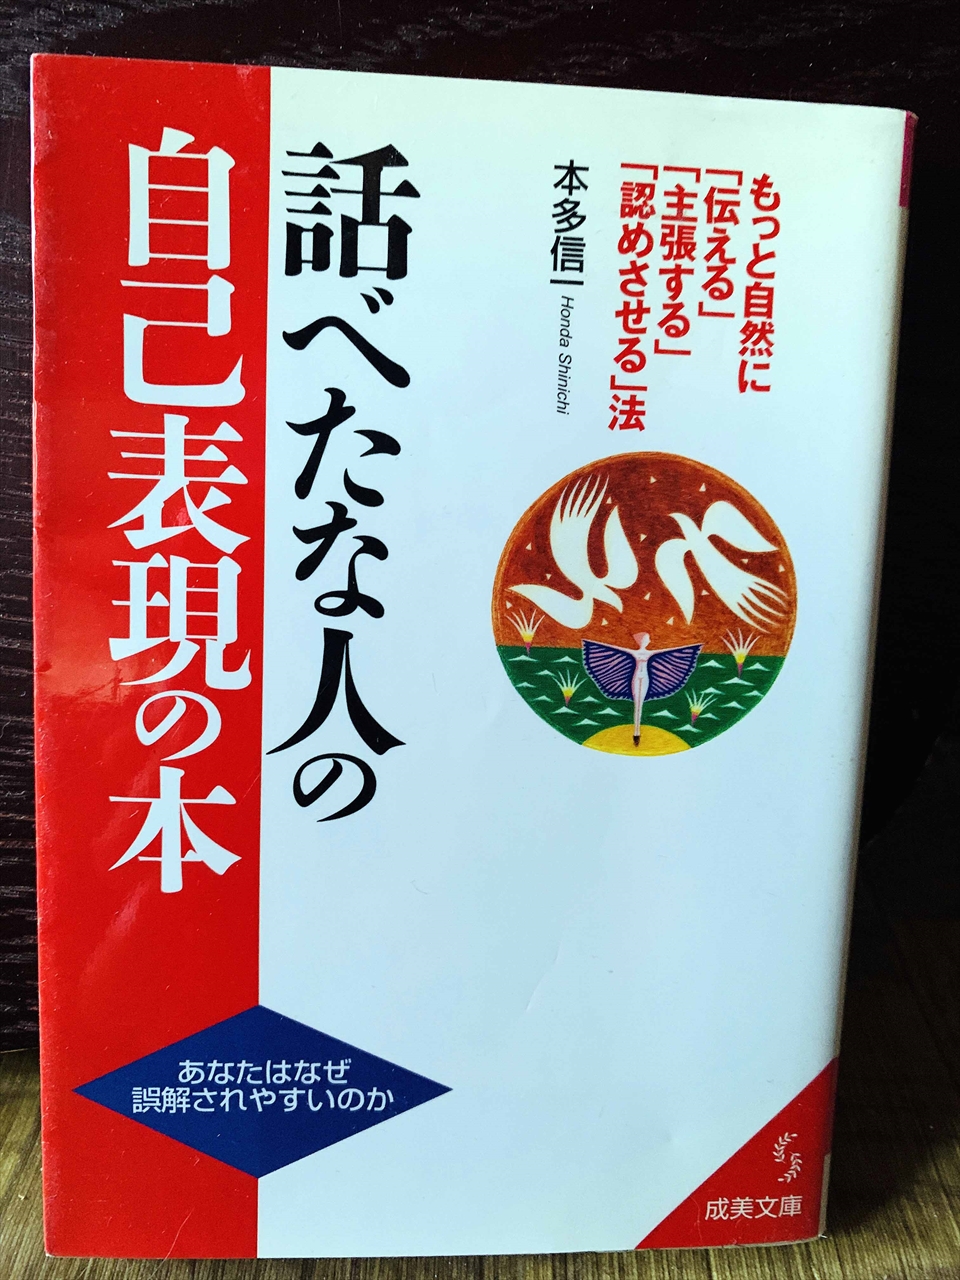 もっと自然に
「伝える」
「主張する」
「認めさせる」法
本多信一
Honda Shinichi
話べたな人の
自己表現の本
あなたはなぜ
誤解されやすいのか
成美文庫